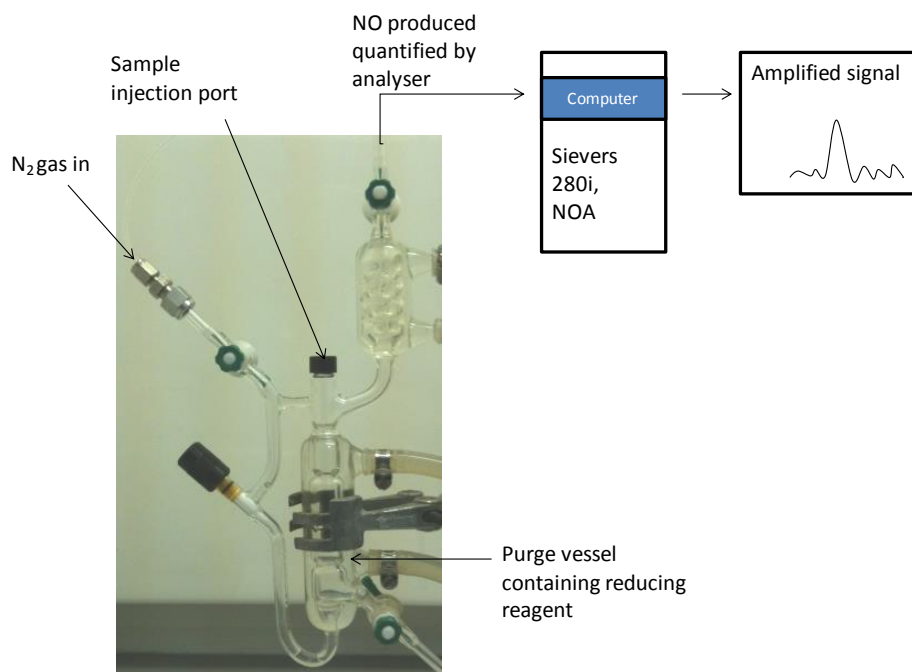 NO produced
quantified by
analyser
Sample
injection port
N₂ gas in
Computer
Sievers
280i,
NOA
Amplified signal
Purge vessel
containing reducing
reagent